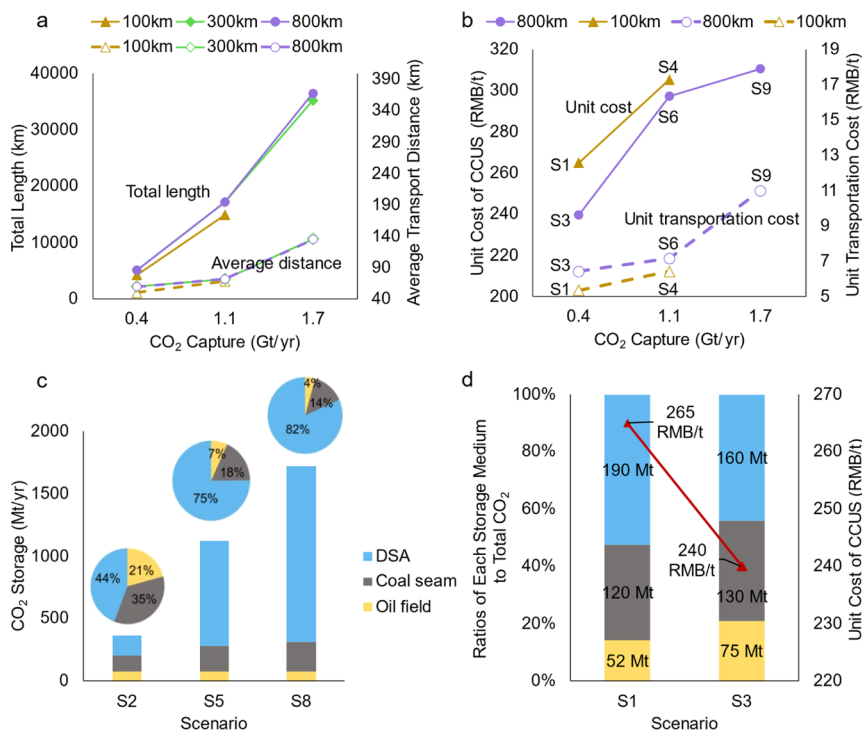 a
100km 300km 800km
100km 300km 800km
Total Length (km)
40000
30000
20000
10000
0
Total length
Average distance
390
340
290
240
190
140
90
40
Average Transport Distance (km)
0.4 1.1 1.7
CO₂ Capture (Gt/yr)
b
800km 100km 800km 100km
Unit Cost of CCUS (RMB/t)
320
300
280
260
240
220
200
S4
Unit cost
S6
S9
S1
S3
S9
Unit transportation cost
S3
S6
S1
S4
19
17
15
13
11
9
7
5
Unit Transportation Cost (RMB/t)
0.4 1.1 1.7
CO₂ Capture (Gt/yr)
c
CO₂ Storage (Mt/yr)
2000
1500
1000
500
0
44%
21%
35%
7%
18%
75%
4%
14%
82%
DSA
Coal seam
Oil field
S2 S5 S8
Scenario
d
Ratios of Each Storage Medium
to Total CO₂
100%
80%
60%
40%
20%
0%
265
RMB/t
190 Mt
160 Mt
240
RMB/t
120 Mt
130 Mt
52 Mt
75 Mt
270
260
250
240
230
220
Unit Cost of CCUS (RMB/t)
S1 S3
Scenario